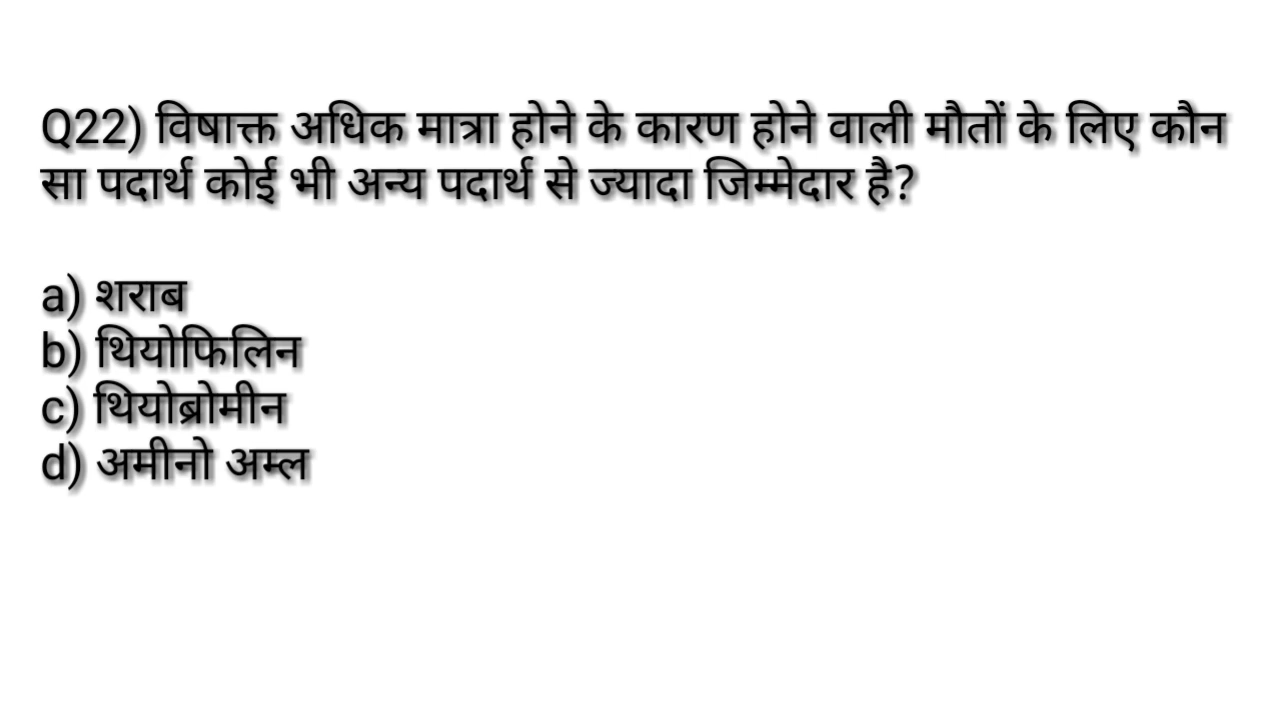 Q22) विषाक्त अधिक मात्रा होने के कारण होने वाली मौतों के लिए कौन
सा पदार्थ कोई भी अन्य पदार्थ से ज्यादा जिम्मेदार है?
a) शराब
b) थियोफिलिन
c) थियोब्रोमीन
d) अमीनो अम्ल